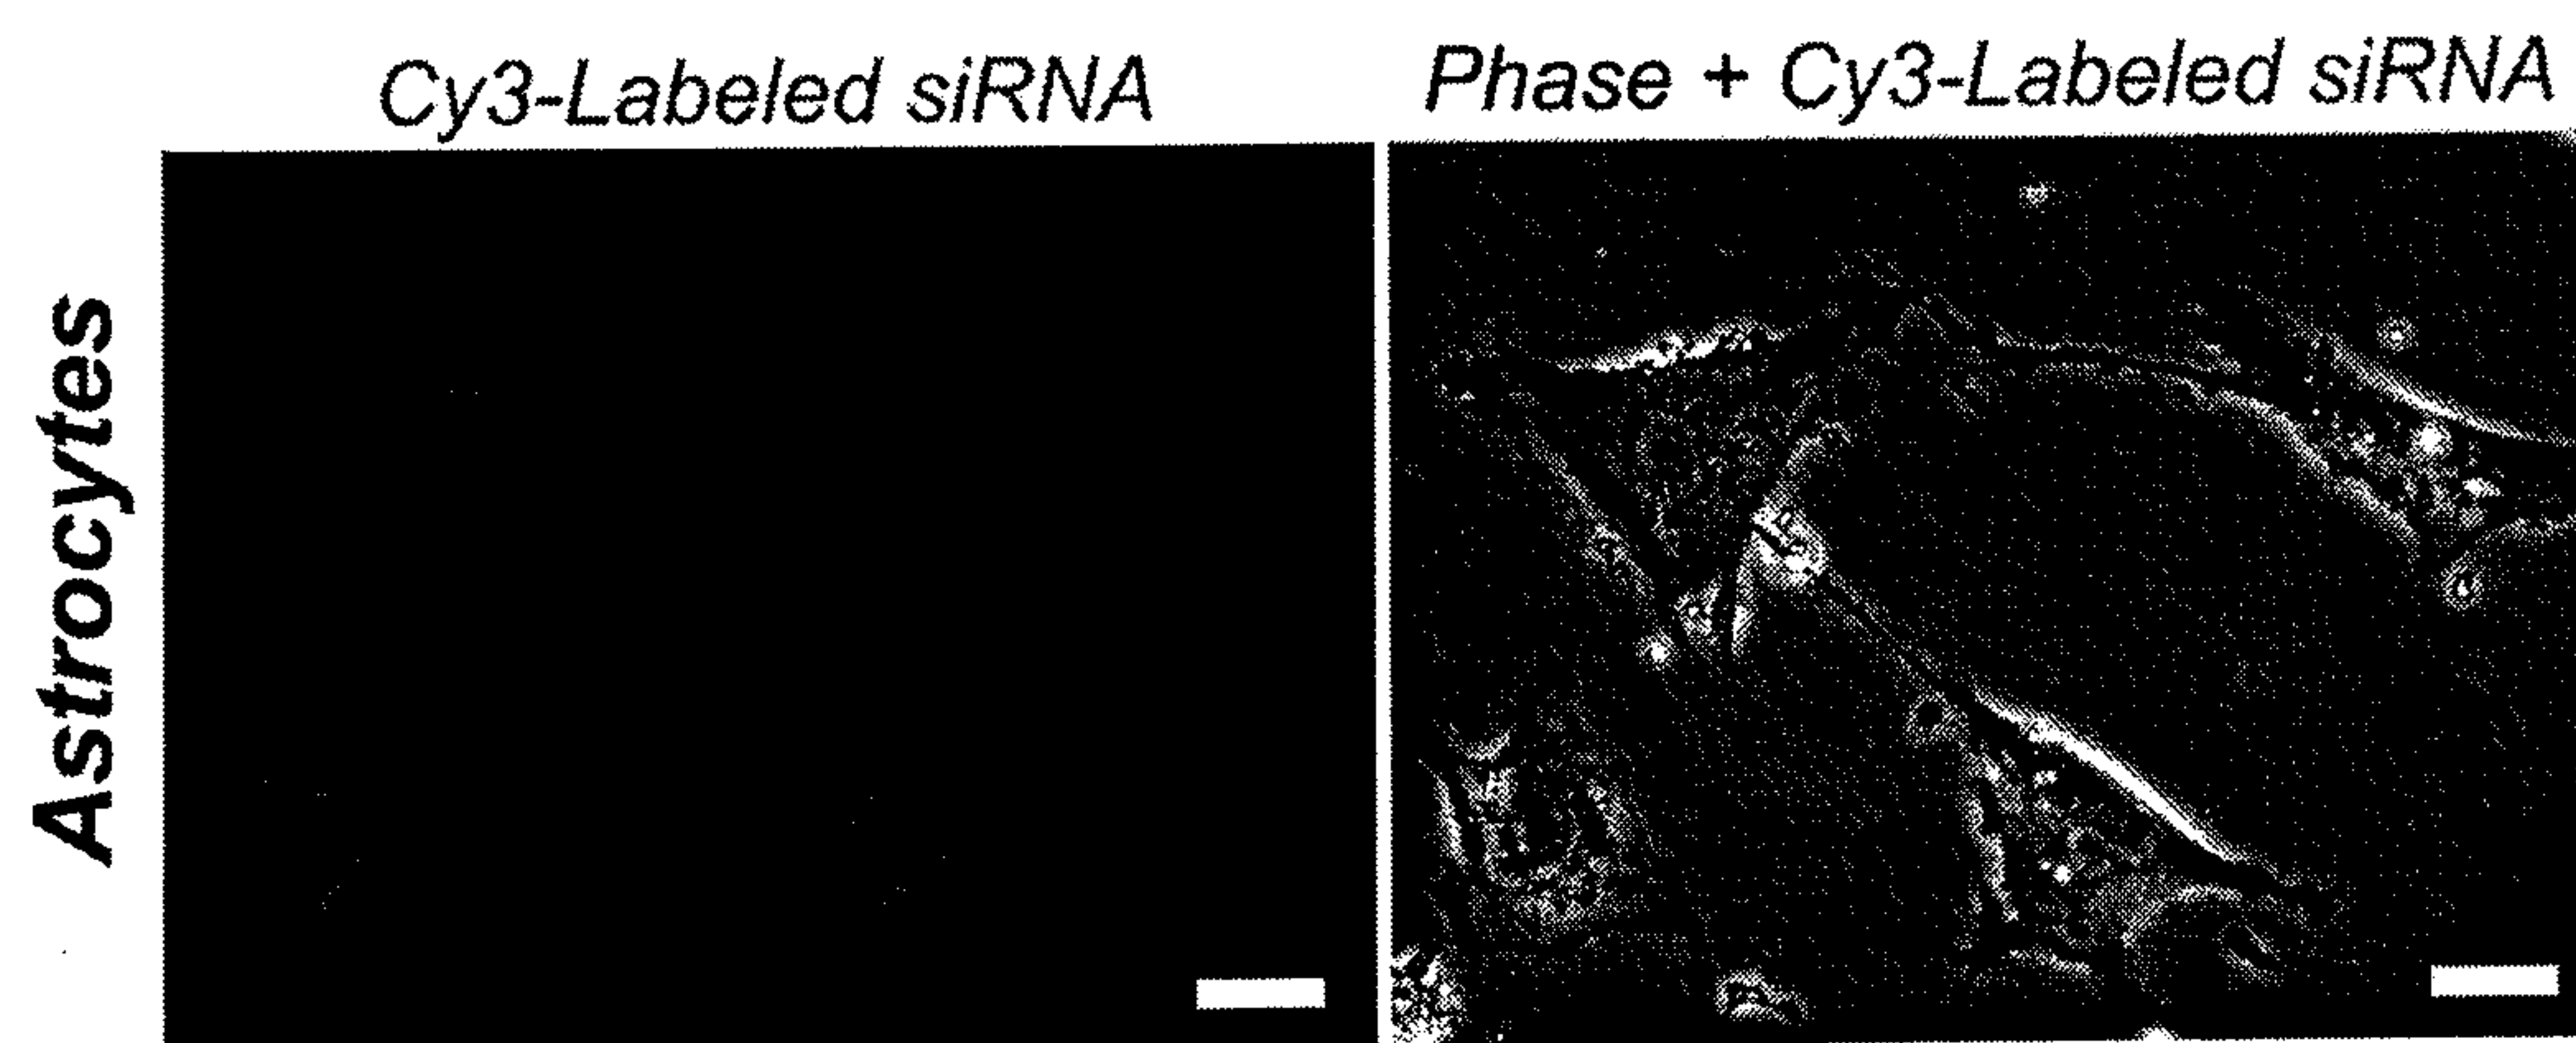 Cy3-Labeled siRNA
Phase + Cy3-Labeled siRNA
Astrocytes